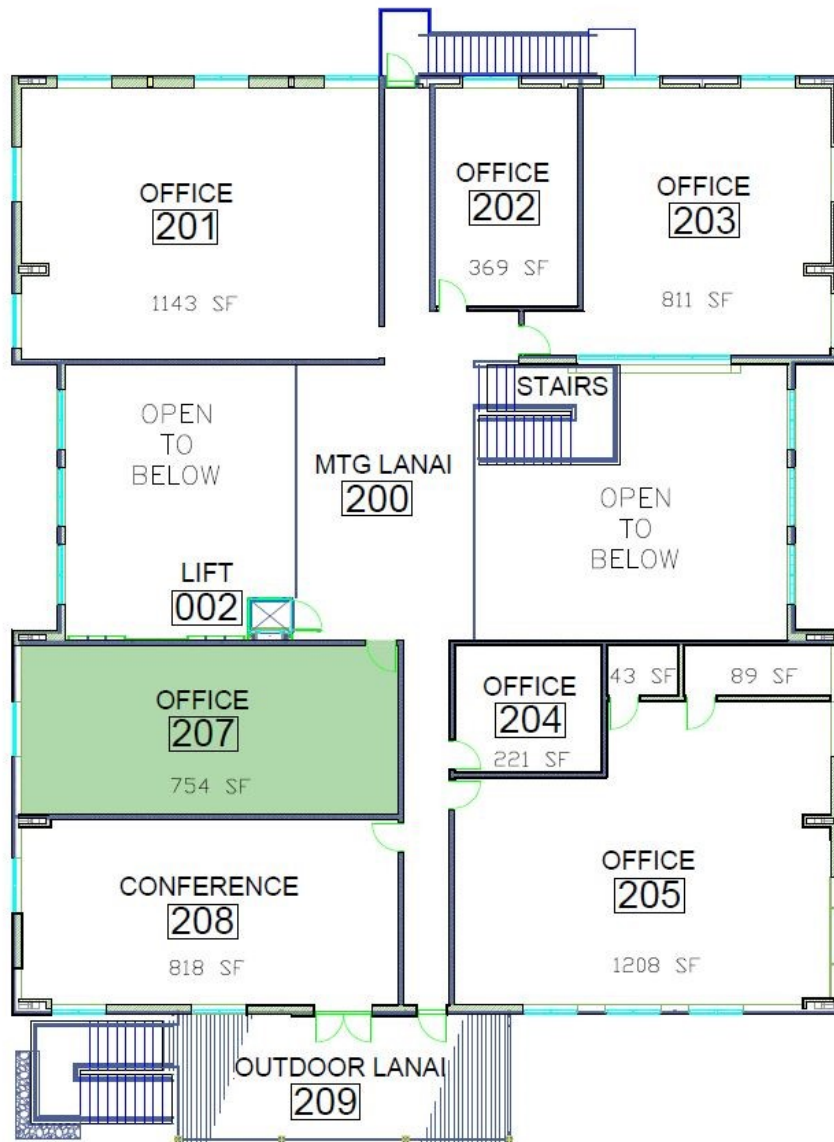 OFFICE
201
1143 SF
OFFICE
202
369 SF
OFFICE
203
811 SF
STAIRS
OPEN
TO
BELOW
MTG LANAI
200
OPEN
TO
BELOW
LIFT
002
OFFICE
207
754 SF
OFFICE
204
221 SF
43 SF
89 SF
CONFERENCE
208
818 SF
OFFICE
205
1208 SF
OUTDOOR LANAI
209